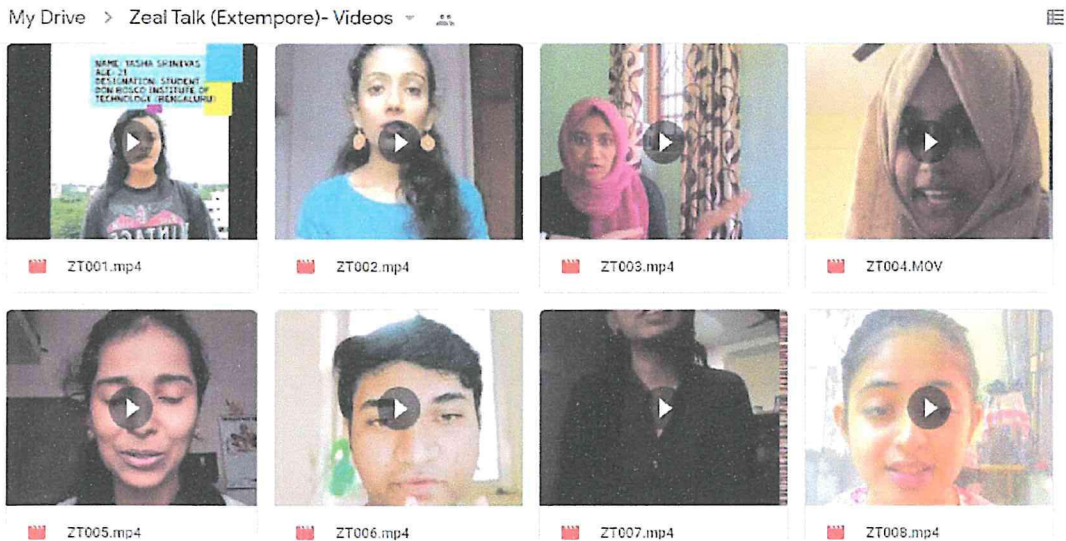 My Drive > Zeal Talk (Extempore)- Videos
NAME: YASHA SRINIVAS
AGE: 21
DESIGNATION: STUDENT
DON BOSCO INSTITUTE OF
TECHNOLOGY (BENGALURU)
ZT001.mp4
ZT002.mp4
ZT003.mp4
ZT004.MOV
ZT005.mp4
ZT006.mp4
ZT007.mp4
ZT008.mp4